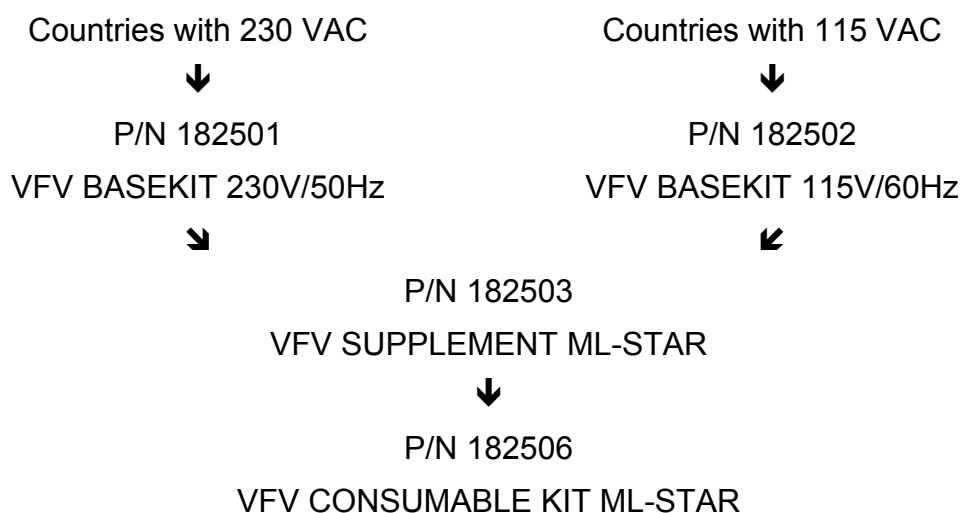 Countries with 230 VAC
Countries with 115 VAC
P/N 182501
P/N 182502
VFV BASEKIT 230V/50Hz
VFV BASEKIT 115V/60Hz
P/N 182503
VFV SUPPLEMENT ML-STAR
P/N 182506
VFV CONSUMABLE KIT ML-STAR